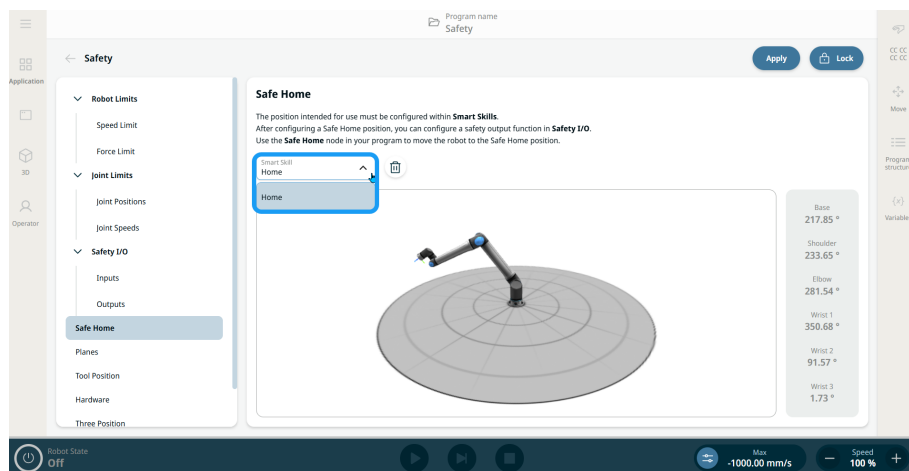 Program name
Safety
Safety
Apply
Lock
Application
3D
Operator
Robot Limits
Speed Limit
Force Limit
Joint Limits
Joint Positions
Joint Speeds
Safety I/O
Inputs
Outputs
Safe Home
Planes
Tool Position
Hardware
Three Position
Safe Home
The position intended for use must be configured within Smart Skills.
After configuring a Safe Home position, you can configure a safety output function in Safety I/O.
Use the Safe Home node in your program to move the robot to the Safe Home position.
Smart Skill
Home
Home
Base
217.85 °
Shoulder
233.65 °
Elbow
281.54 °
Wrist 1
350.68 °
Wrist 2
91.57 °
Wrist 3
1.73 °
CC CC
CC CC
Move
Program
structure
{x}
Variable
Robot State
Off
Max
-1000.00 mm/s
Speed
100 %